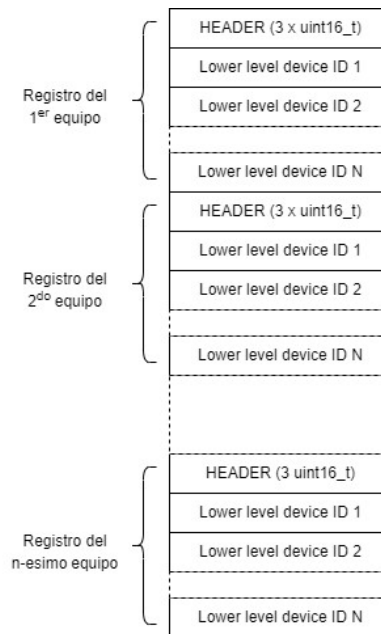 HEADER (3 x uint16_t)
Lower level device ID 1
Registro del
1er equipo
Lower level device ID 2
Lower level device ID N
HEADER (3 x uint16_t)
Lower level device ID 1
Registro del
2do equipo
Lower level device ID 2
Lower level device ID N
HEADER (3 uint16_t)
Lower level device ID 1
Registro del
n-esimo equipo
Lower level device ID 2
Lower level device ID N